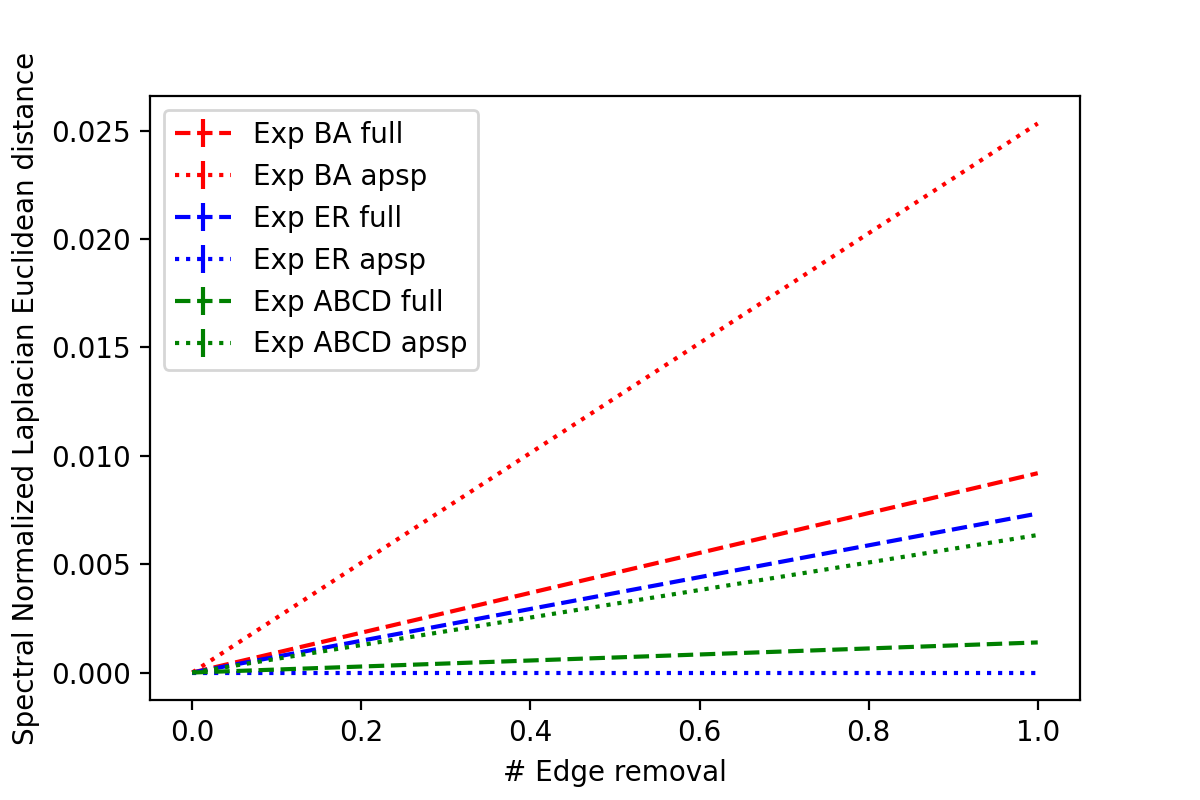 Spectral Normalized Laplacian Euclidean distance
0.025
0.020
0.015
0.010
0.005
0.000
Exp BA full
Exp BA apsp
Exp ER full
Exp ER apsp
Exp ABCD full
Exp ABCD apsp
0.0 0.2 0.4 0.6 0.8 1.0
# Edge removal